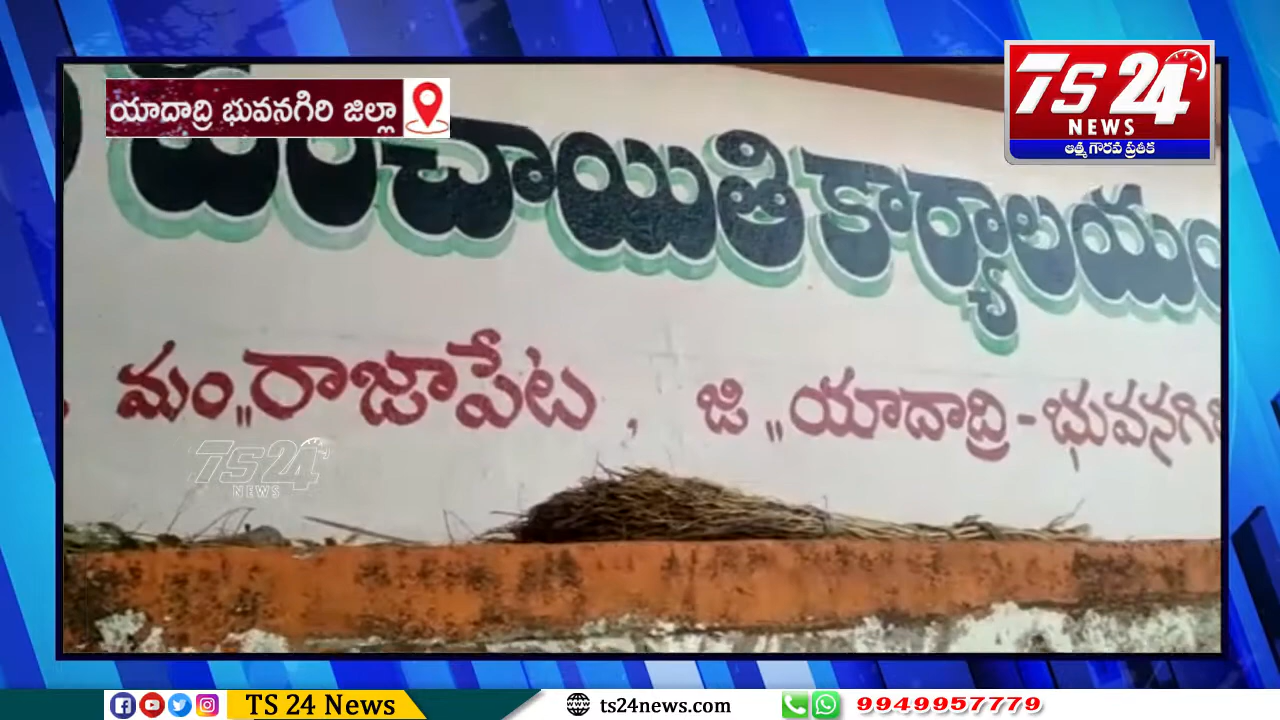 యాదాద్రి భువనగిరి జిల్లా
TS 24
NEWS
ఆత్మ గౌరవ ప్రతీక
పంచాయితి కార్యాలయం
మం,,రాజాపేట , జి,,యాదాద్రి-భువనగిరి
TS 24
NEWS
TS 24 News
ts24news.com
9949957779